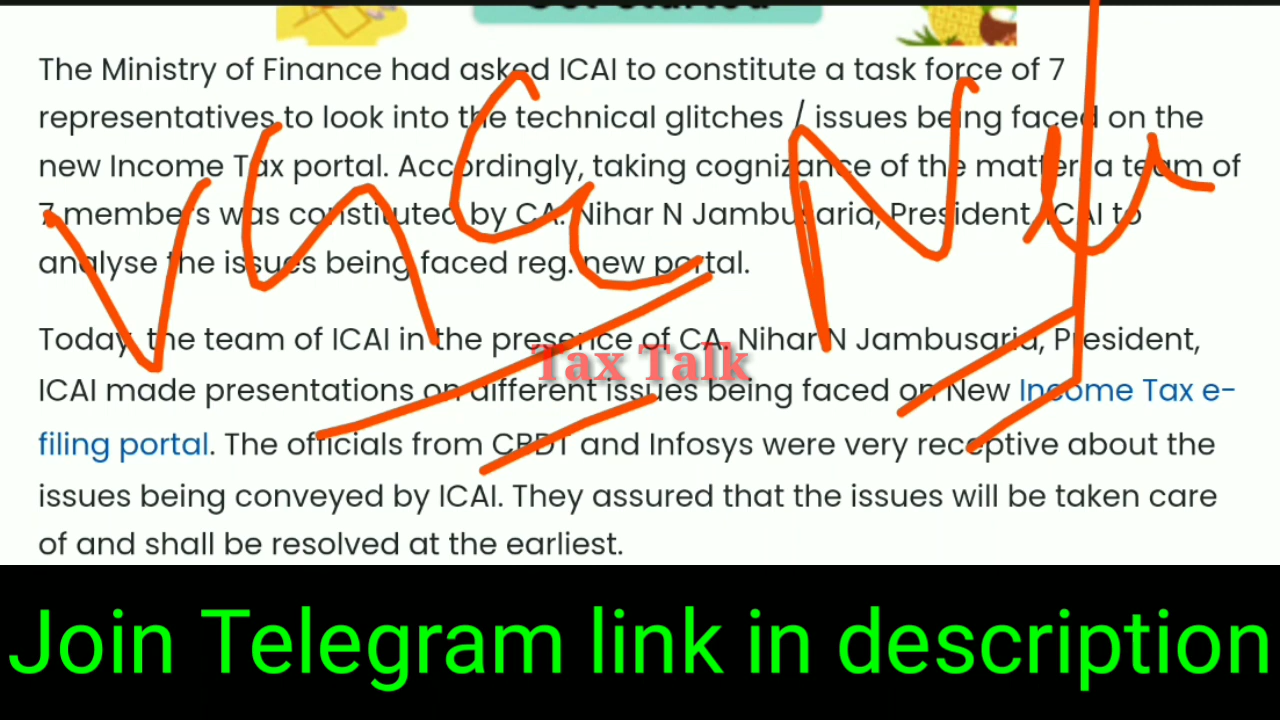 Get Started
The Ministry of Finance had asked ICAI to constitute a task force of 7
representatives to look into the technical glitches / issues being faced on the
new Income Tax portal. Accordingly, taking cognizance of the matter, a team of
7 members was constituted by CA. Nihar N Jambusaria, President, ICAI to
analyse the issues being faced reg. new portal.
Today, the team of ICAI in the presence of CA. Nihar N Jambusaria, President,
ICAI made presentations on different issues being faced on New Income Tax e-
filing portal. The officials from CBDT and Infosys were very receptive about the
issues being conveyed by ICAI. They assured that the issues will be taken care
of and shall be resolved at the earliest.
Tax Talk
Join Telegram link in description